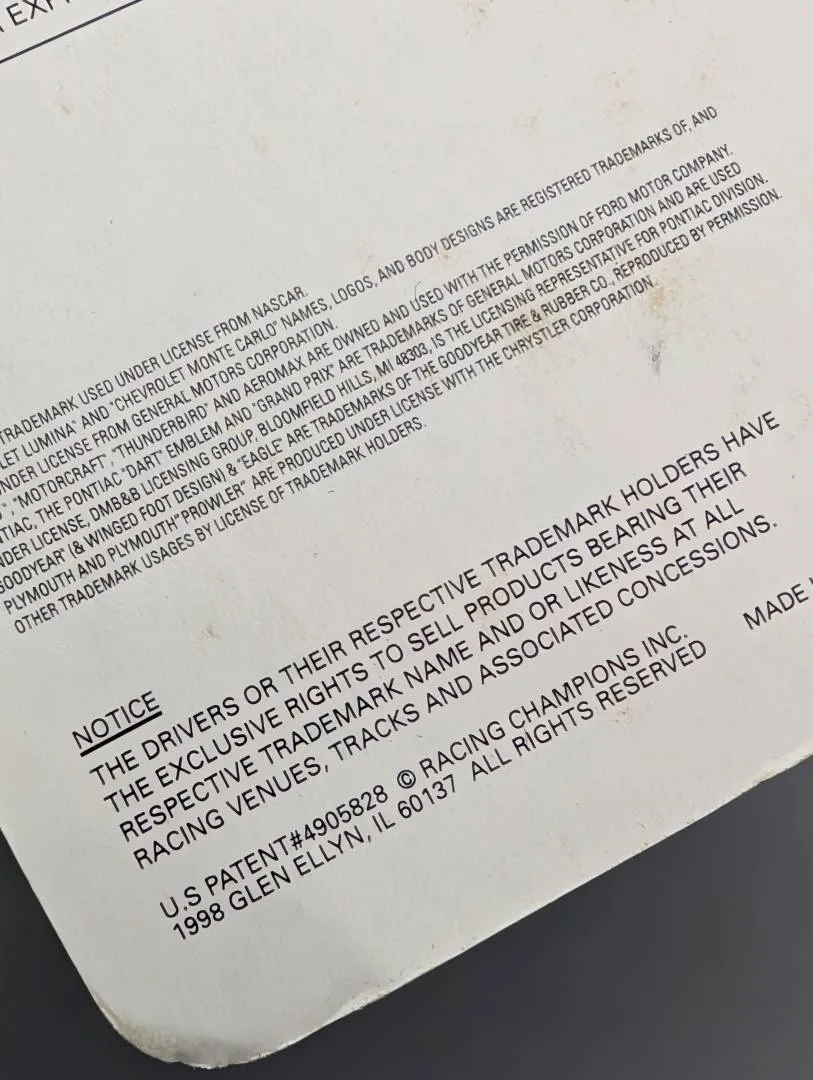 EXP
TRADEMARK USED UNDER LICENSE FROM NASCAR.
LET LUMINA" AND "CHEVROLET MONTE CARLO" NAMES, LOGOS, AND BODY DESIGNS ARE REGISTERED TRADEMARKS OF, AND
NDER LICENSE FROM GENERAL MOTORS CORPORATION.
", "MOTORCRAFT", "THUNDERBIRD" AND AEROMAX ARE OWNED AND USED WITH THE PERMISSION OF FORD MOTOR COMPANY.
NTIAC, THE PONTIAC "DART" EMBLEM AND "GRAND PRIX" ARE TRADEMARKS OF GENERAL MOTORS CORPORATION AND ARE USED
NDER LICENSE, DMB&B LICENSING GROUP, BLOOMFIELD HILLS, MI 48303, IS THE LICENSING REPRESENTATIVE FOR PONTIAC DIVISION.
GOODYEAR" (& WINGED FOOT DESIGN) & "EAGLE" ARE TRADEMARKS OF THE GOODYEAR TIRE & RUBBER CO., REPRODUCED BY PERMISSION.
PLYMOUTH AND PLYMOUTH "PROWLER" ARE PRODUCED UNDER LICENSE WITH THE CHRYSTLER CORPORATION.
OTHER TRADEMARK USAGES BY LICENSE OF TRADEMARK HOLDERS.
NOTICE
THE DRIVERS OR THEIR RESPECTIVE TRADEMARK HOLDERS HAVE
THE EXCLUSIVE RIGHTS TO SELL PRODUCTS BEARING THEIR
RESPECTIVE TRADEMARK NAME AND OR LIKENESS AT ALL
RACING VENUES, TRACKS AND ASSOCIATED CONCESSIONS.
U.S PATENT#4905828 © RACING CHAMPIONS INC.
1998 GLEN ELLYN, IL 60137 ALL RIGHTS RESERVED
MADE